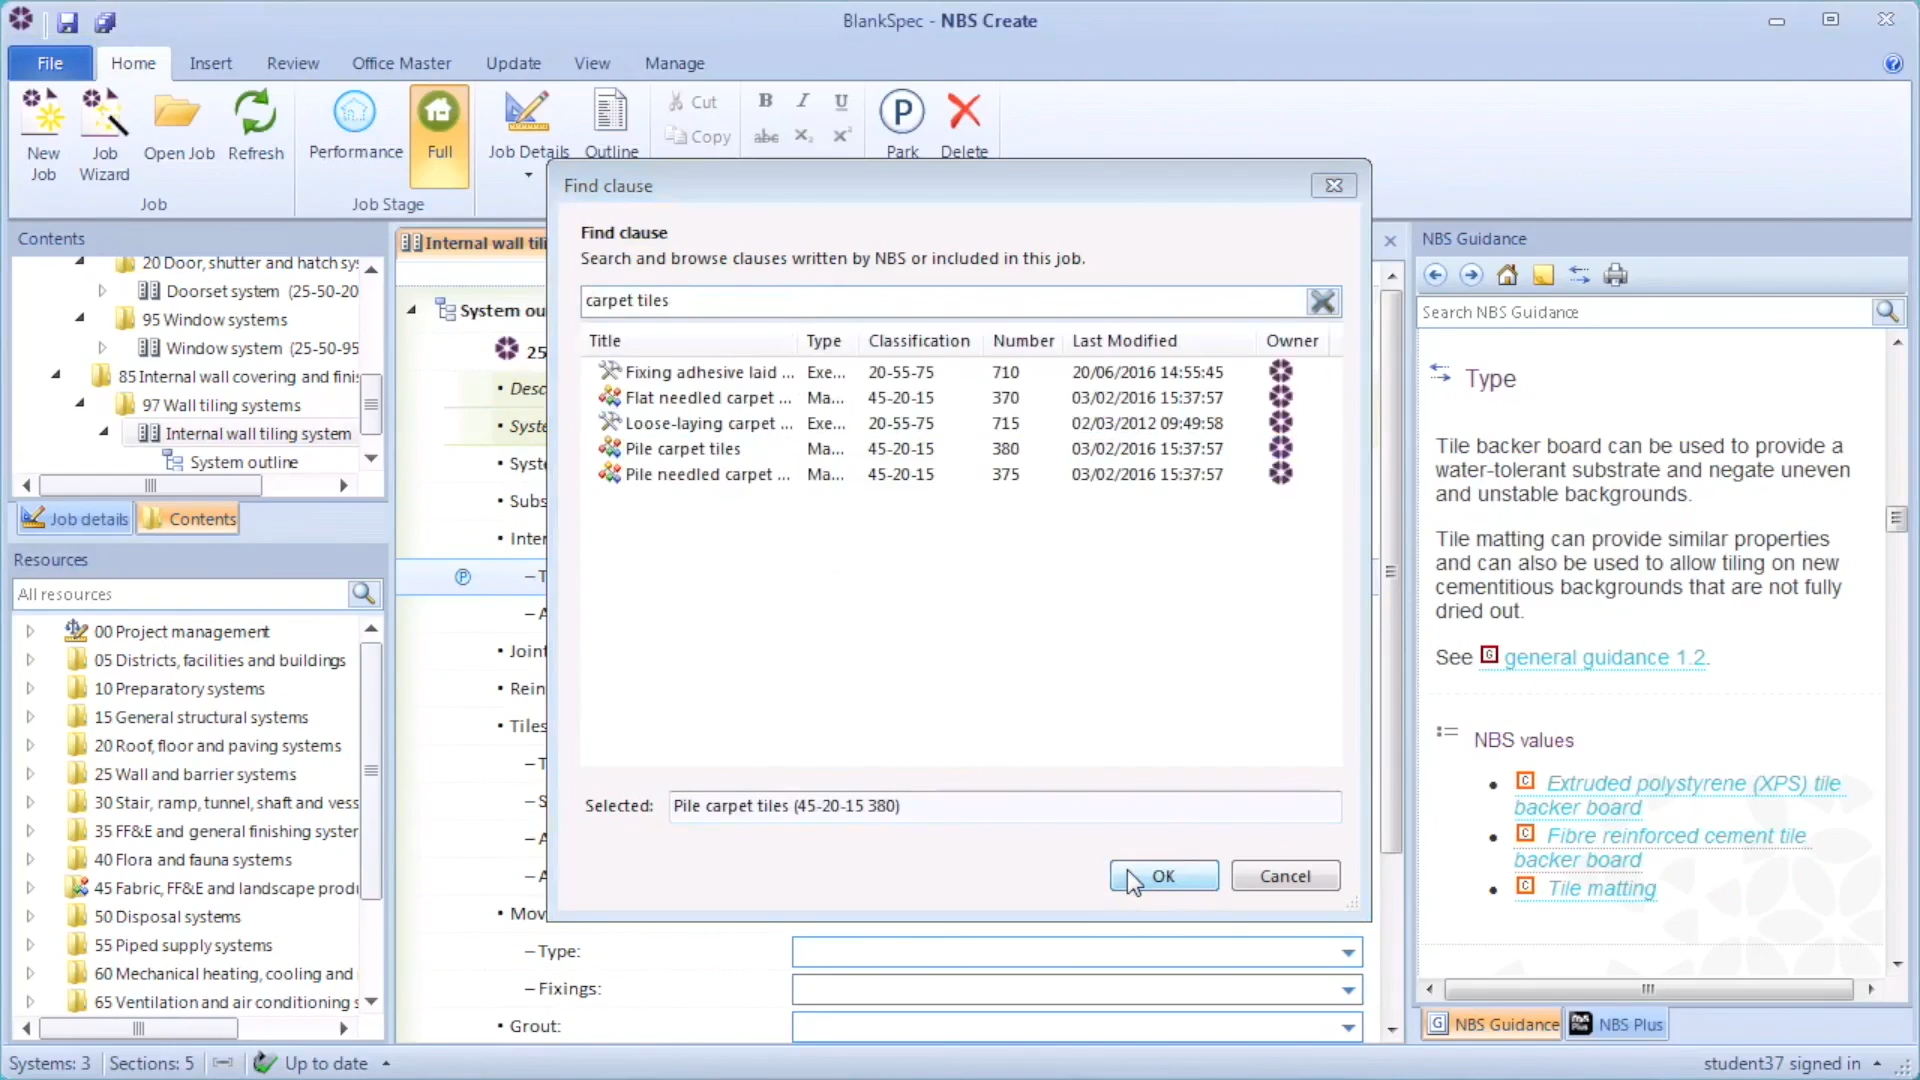 BlankSpec - NBS Create
File
Home
Insert
Review
Office Master
Update
View
Manage
New Job
Job Wizard
Open Job
Refresh
Job
Performance
Full
Job Stage
Job Details
Outline
Cut
Copy
B I U
abc X₂ X²
P
Park
Delete
Contents
20 Door, shutter and hatch sys
Doorset system (25-50-20
95 Window systems
Window system (25-50-95
85 Internal wall covering and finis
97 Wall tiling systems
Internal wall tiling system
System outline
Job details
Contents
Resources
All resources
00 Project management
05 Districts, facilities and buildings
10 Preparatory systems
15 General structural systems
20 Roof, floor and paving systems
25 Wall and barrier systems
30 Stair, ramp, tunnel, shaft and vess
35 FF&E and general finishing syster
40 Flora and fauna systems
45 Fabric, FF&E and landscape produ
50 Disposal systems
55 Piped supply systems
60 Mechanical heating, cooling and
65 Ventilation and air conditioning s
Internal wall tili
System ou
25
• Desc
• Syste
• Syst
• Subs
• Inter
P
– T
– A
• Joint
• Rein
• Tiles
– T
– S
– A
– A
• Mov
– Type:
– Fixings:
• Grout:
Find clause
Find clause
Search and browse clauses written by NBS or included in this job.
carpet tiles
Title Type Classification Number Last Modified Owner
Fixing adhesive laid ... Exe... 20-55-75 710 20/06/2016 14:55:45
Flat needled carpet ... Ma... 45-20-15 370 03/02/2016 15:37:57
Loose-laying carpet ... Exe... 20-55-75 715 02/03/2012 09:49:58
Pile carpet tiles Ma... 45-20-15 380 03/02/2016 15:37:57
Pile needled carpet ... Ma... 45-20-15 375 03/02/2016 15:37:57
Selected: Pile carpet tiles (45-20-15 380)
OK
Cancel
NBS Guidance
Search NBS Guidance
Type
Tile backer board can be used to provide a
water-tolerant substrate and negate uneven
and unstable backgrounds.
Tile matting can provide similar properties
and can also be used to allow tiling on new
cementitious backgrounds that are not fully
dried out.
See G general guidance 1.2.
NBS values
• C Extruded polystyrene (XPS) tile
backer board
• C Fibre reinforced cement tile
backer board
• C Tile matting
G NBS Guidance
NBS Plus
Systems: 3
Sections: 5
Up to date
student37 signed in